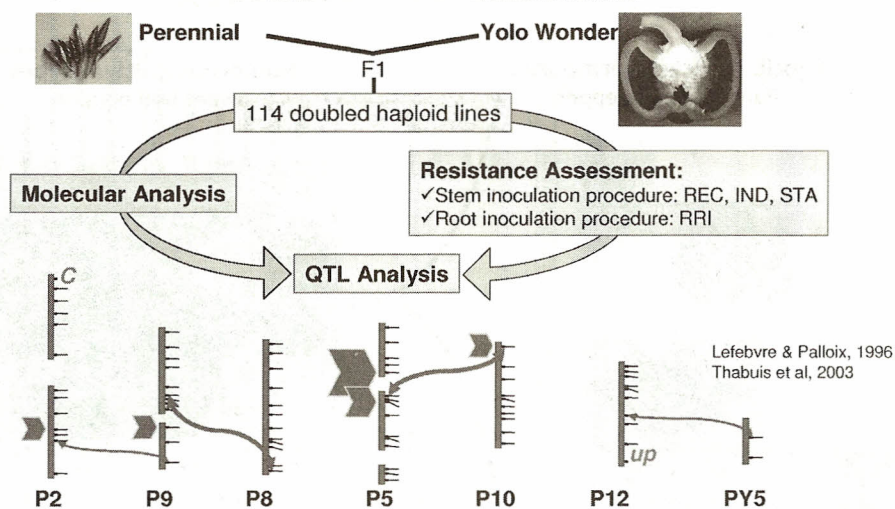 Perennial
Yolo Wonder
F1
114 doubled haploid lines
Molecular Analysis
Resistance Assessment:
✓Stem inoculation procedure: REC, IND, STA
✓Root inoculation procedure: RRI
QTL Analysis
C
Lefebvre & Palloix, 1996
Thabuis et al, 2003
up
P2 P9 P8 P5 P10 P12 PY5